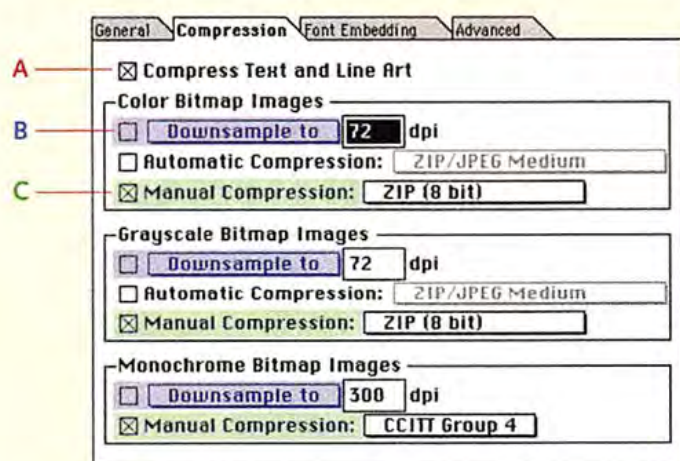 General Compression Font Embedding Advanced
A Compress Text and Line Art
Color Bitmap Images
B Downsample to 72 dpi
Automatic Compression: ZIP/JPEG Medium
C Manual Compression: ZIP (8 bit)
Grayscale Bitmap Images
Downsample to 72 dpi
Automatic Compression: ZIP/JPEG Medium
Manual Compression: ZIP (8 bit)
Monochrome Bitmap Images
Downsample to 300 dpi
Manual Compression: CCITT Group 4